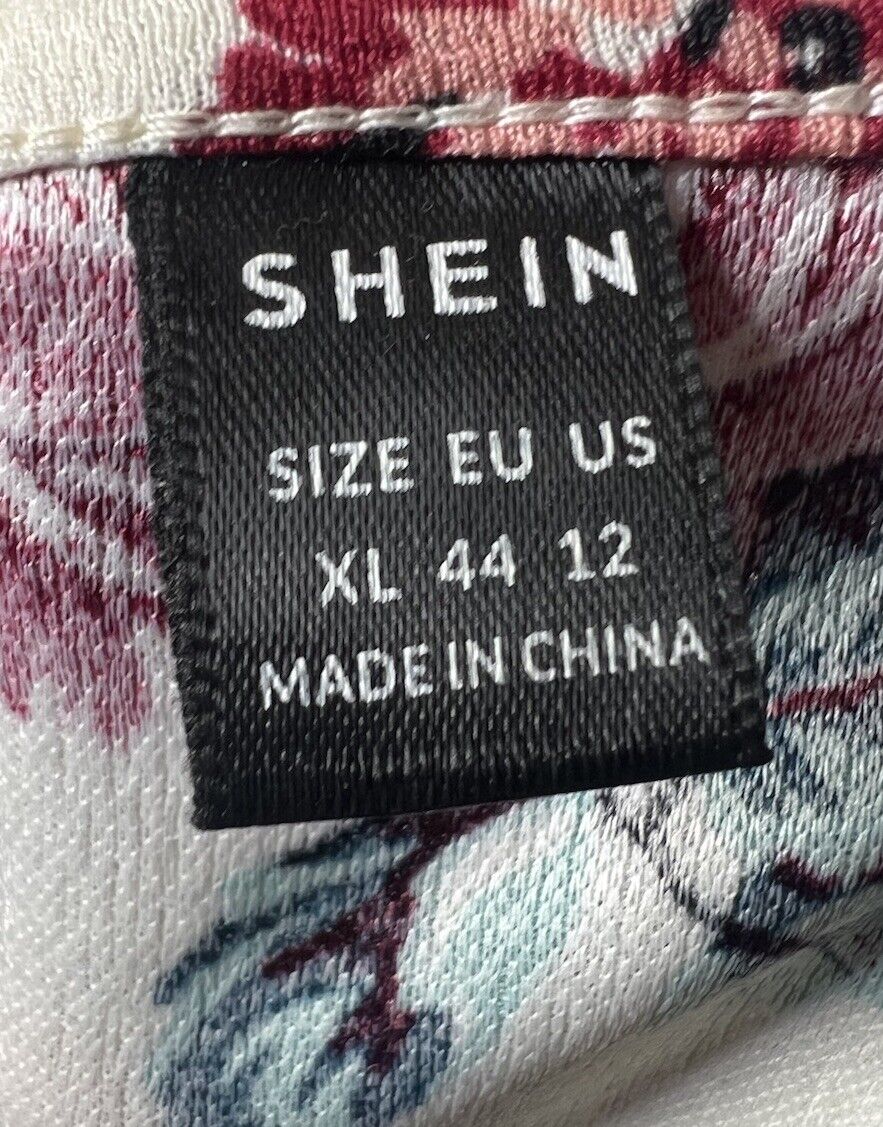 SHEIN
SIZE EU US
XL 44 12
MADE IN CHINA